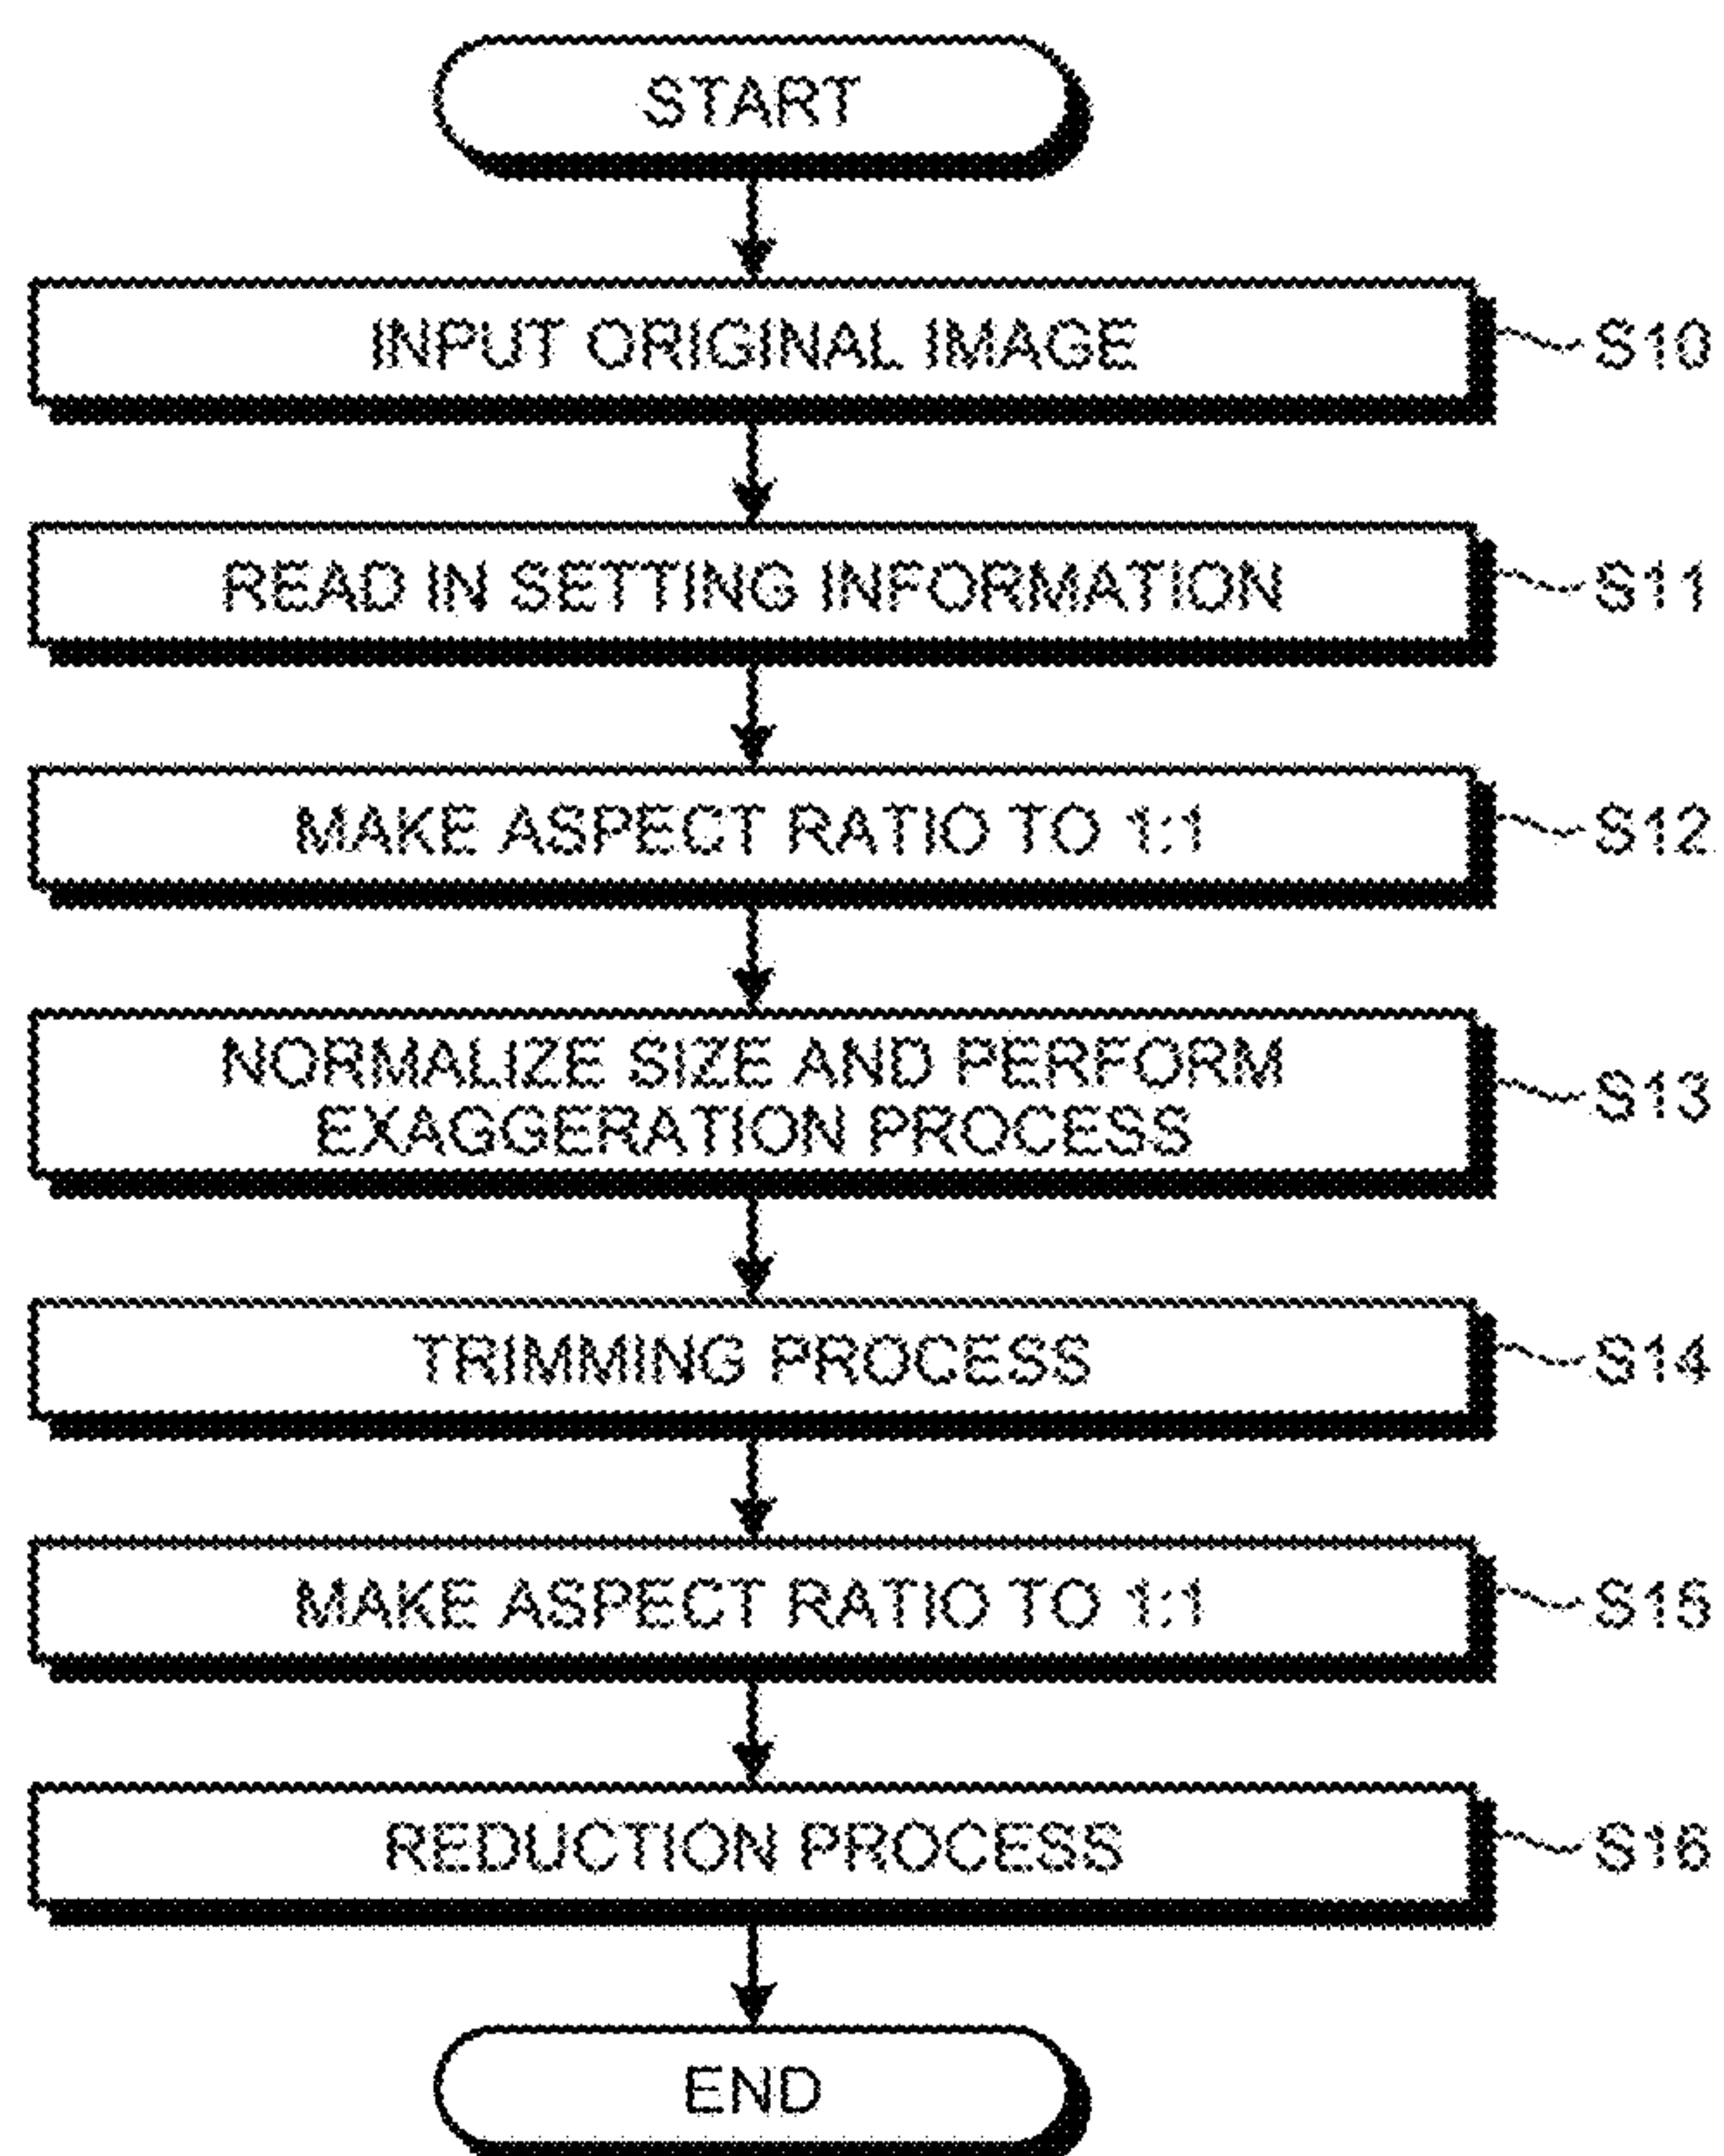 START
INPUT ORIGINAL IMAGE
S10
READ IN SETTING INFORMATION
S11
MAKE ASPECT RATIO TO 1:1
S12
NORMALIZE SIZE AND PERFORM
EXAGGERATION PROCESS
S13
TRIMMING PROCESS
S14
MAKE ASPECT RATIO TO 1:1
S15
REDUCTION PROCESS
S16
END